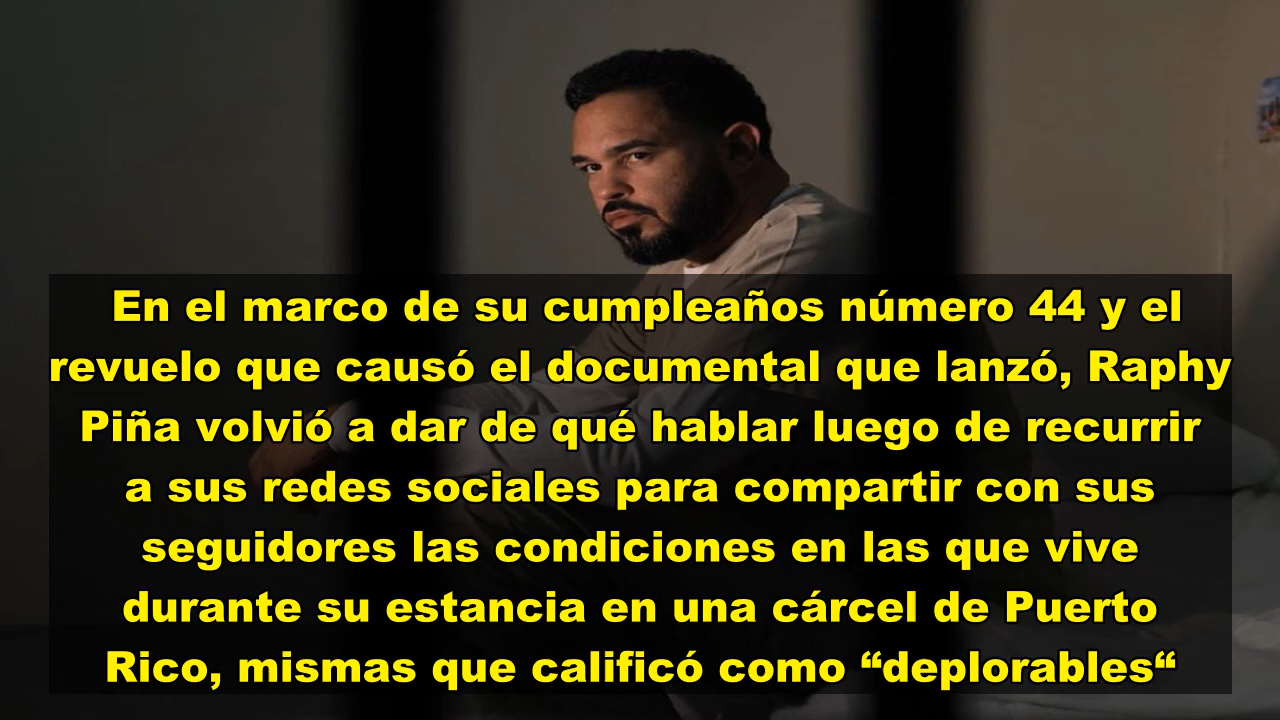 En el marco de su cumpleaños número 44 y el
revuelo que causó el documental que lanzó, Raphy
Piña volvió a dar de qué hablar luego de recurrir
a sus redes sociales para compartir con sus
seguidores las condiciones en las que vive
durante su estancia en una cárcel de Puerto
Rico, mismas que calificó como “deplorables“